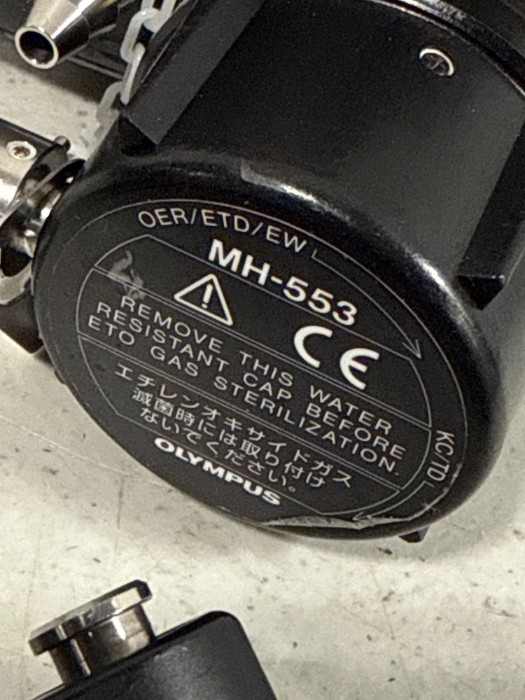 OER/ETD/EW
MH-553
CE
REMOVE THIS WATER
RESISTANT CAP BEFORE
ETO GAS STERILIZATION.
エチレンオキサイドガス
滅菌時には取り付け
ないでください。
OLYMPUS
KC・TD